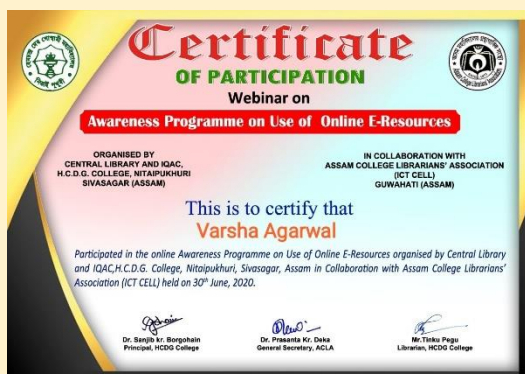 Certificate
OF PARTICIPATION
Webinar on
Awareness Programme on Use of Online E-Resources
ORGANISED BY
CENTRAL LIBRARY AND IQAC,
H.C.D.G. COLLEGE, NITAIPUKHURI
SIVASAGAR (ASSAM)
IN COLLABORATION WITH
ASSAM COLLEGE LIBRARIANS' ASSOCIATION
(ICT CELL)
GUWAHATI (ASSAM)
This is to certify that
Varsha Agarwal
Participated in the online Awareness Programme on Use of Online E-Resources organised by Central Library
and IQAC,H.C.D.G. College, Nitaipukhuri, Sivasagar, Assam in Collaboration with Assam College Librarians'
Association (ICT CELL) held on 30th June, 2020.
Dr. Sanjib kr. Borgohain
Principal, HCDG College
Dr. Prasanta Kr. Deka
General Secretary, ACLA
Mr.Tinku Pegu
Librarian, HCDG College